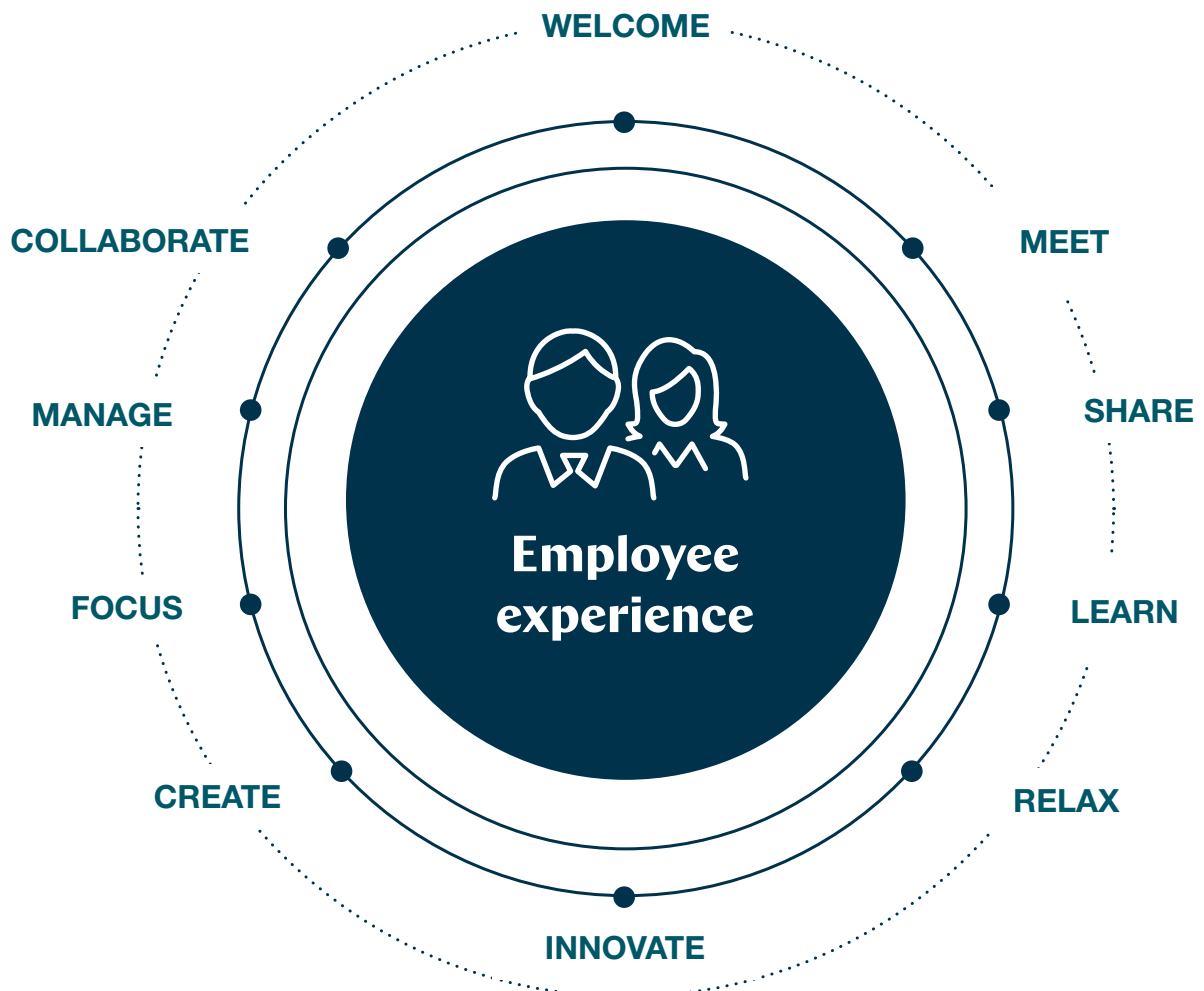 WELCOME
COLLABORATE
MEET
MANAGE
SHARE
Employee
experience
FOCUS
LEARN
CREATE
RELAX
INNOVATE